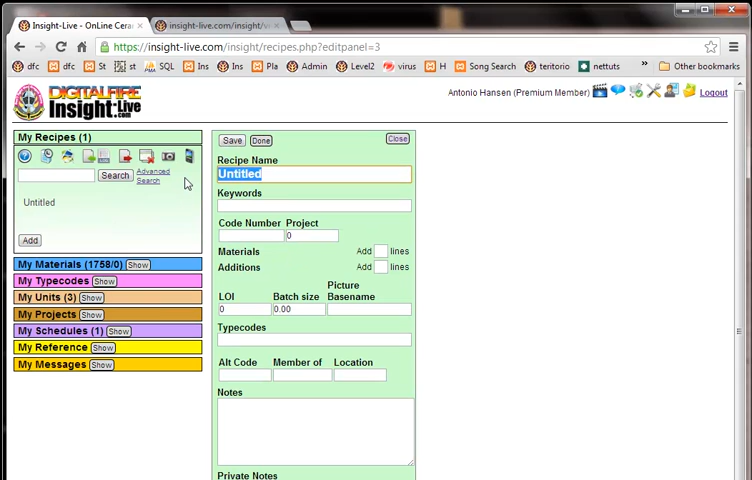 Insight-Live - OnLine Cera
insight-live.com/insight/v
https://insight-live.com/insight/recipes.php?editpanel=3
dfc
dfc
St
st
SQL
Ins
Ins
Pla
Admin
Level2
virus
H
Song Search
teritorio
nettuts
»
Other bookmarks
DIGITALFIRE
Insight-Live
.com
Antonio Hansen (Premium Member)
Logout
My Recipes (1)
Search
Advanced
Search
Untitled
Add
My Materials (1758/0) Show
My Typecodes Show
My Units (3) Show
My Projects Show
My Schedules (1) Show
My Reference Show
My Messages Show
Save Done Close
Recipe Name
Untitled
Keywords
Code Number Project
0
Materials Add lines
Additions Add lines
LOI Batch size Picture Basename
0 0.00
Typecodes
Alt Code Member of Location
Notes
Private Notes